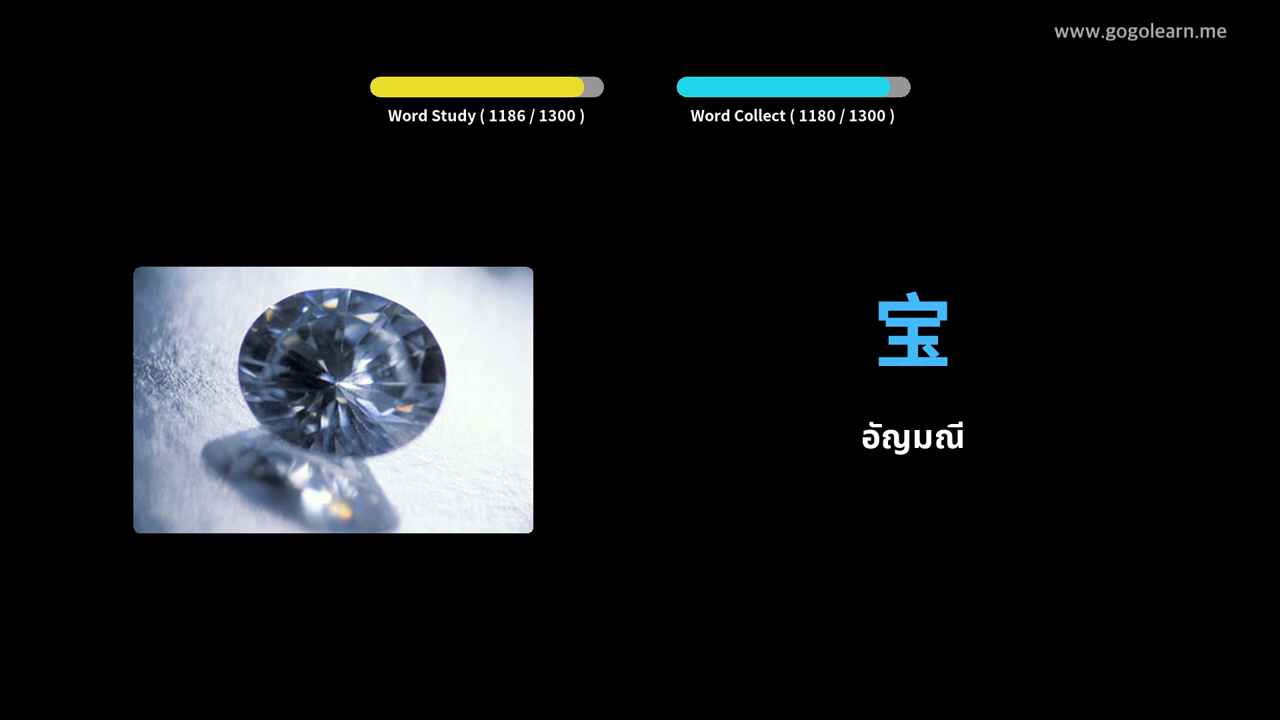 www.gogolearn.me
Word Study ( 1186 / 1300 )
Word Collect ( 1180 / 1300 )
宝
อัญมณี